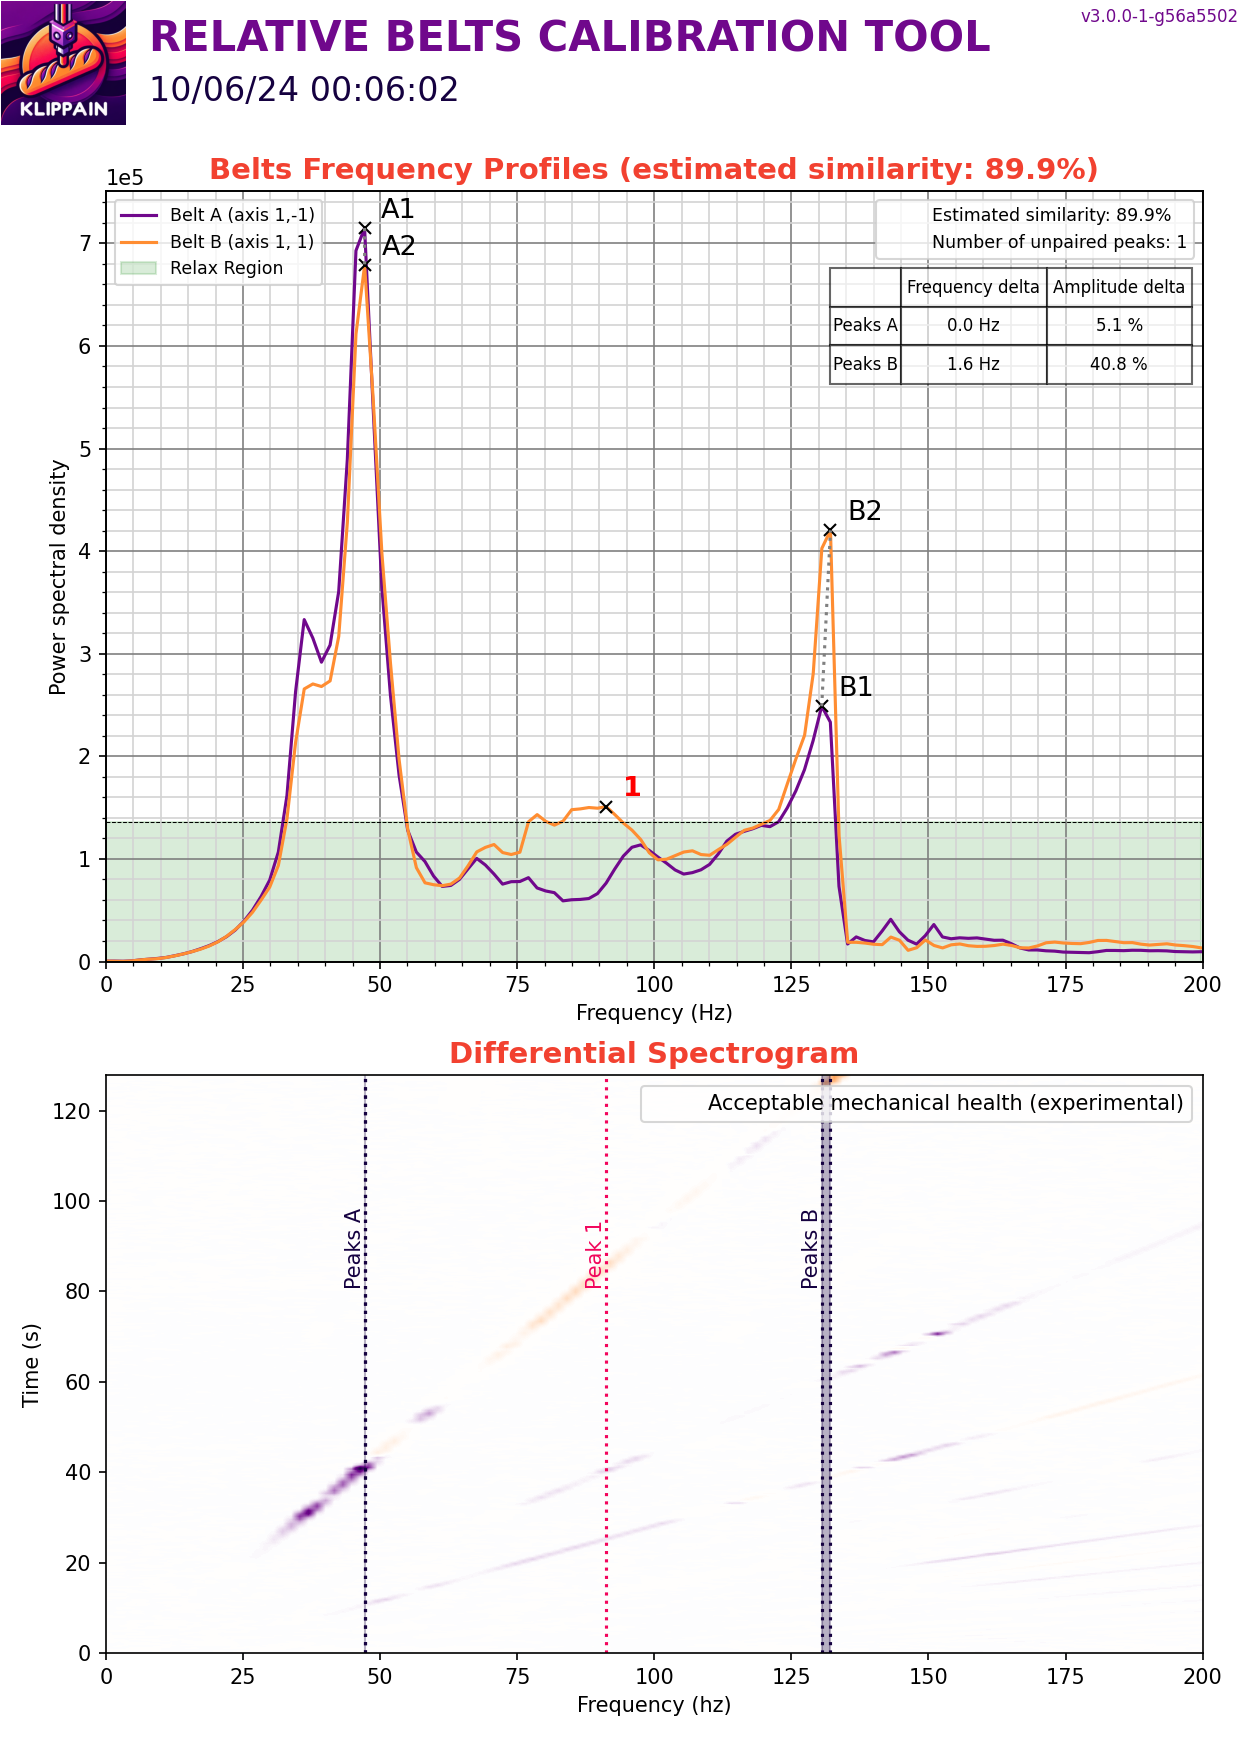 v3.0.0-1-g56a5502
RELATIVE BELTS CALIBRATION TOOL
10/06/24 00:06:02
KLIPPAIN
Belts Frequency Profiles (estimated similarity: 89.9%)
1e5
Belt A (axis 1,-1)
Belt B (axis 1, 1)
Relax Region
Estimated similarity: 89.9%
Number of unpaired peaks: 1
Frequency delta Amplitude delta
Peaks A 0.0 Hz 5.1 %
Peaks B 1.6 Hz 40.8 %
A1
A2
B2
B1
1
7
6
5
4
3
2
1
0
Power spectral density
0 25 50 75 100 125 150 175 200
Frequency (Hz)
Differential Spectrogram
Acceptable mechanical health (experimental)
Peaks A
Peak 1
Peaks B
120
100
80
60
40
20
0
Time (s)
0 25 50 75 100 125 150 175 200
Frequency (hz)